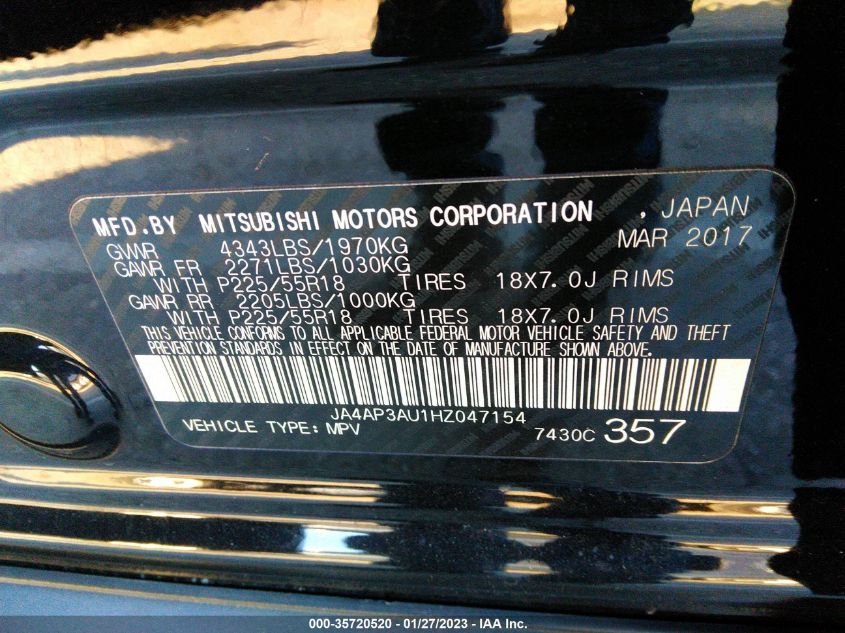 MFD.BY MITSUBISHI MOTORS CORPORATION , JAPAN
GVWR 4343LBS/1970KG MAR 2017
GAWR FR 2271LBS/1030KG
WITH P225/55R18 TIRES 18X7.0J RIMS
GAWR RR 2205LBS/1000KG
WITH P225/55R18 TIRES 18X7.0J RIMS
THIS VEHICLE CONFORMS TO ALL APPLICABLE FEDERAL MOTOR VEHICLE SAFETY AND THEFT
PREVENTION STANDARDS IN EFFECT ON THE DATE OF MANUFACTURE SHOWN ABOVE.
JA4AP3AU1HZ047154
VEHICLE TYPE: MPV 7430C 357
000-35720520 - 01/27/2023 - IAA Inc.